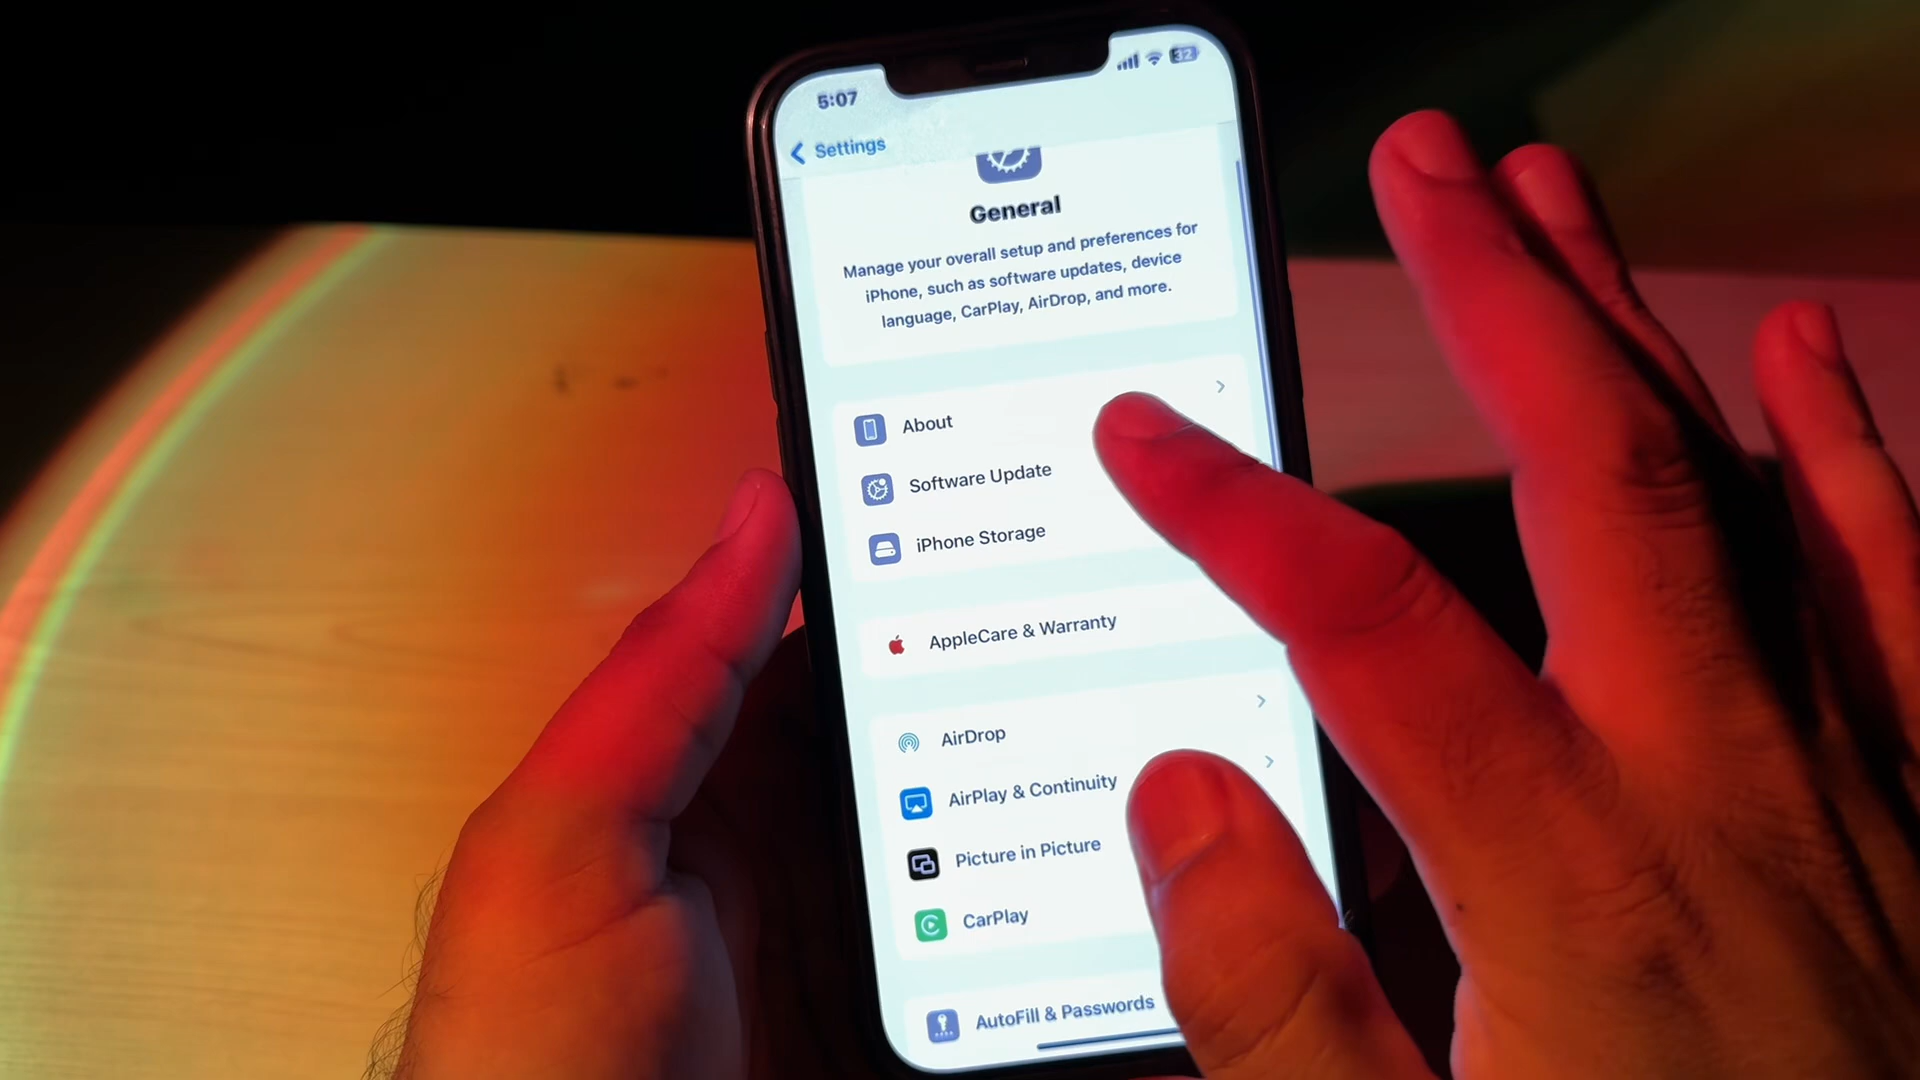 5:07
32
Settings
General
Manage your overall setup and preferences for
iPhone, such as software updates, device
language, CarPlay, AirDrop, and more.
About
Software Update
iPhone Storage
AppleCare & Warranty
AirDrop
AirPlay & Continuity
Picture in Picture
CarPlay
AutoFill & Passwords